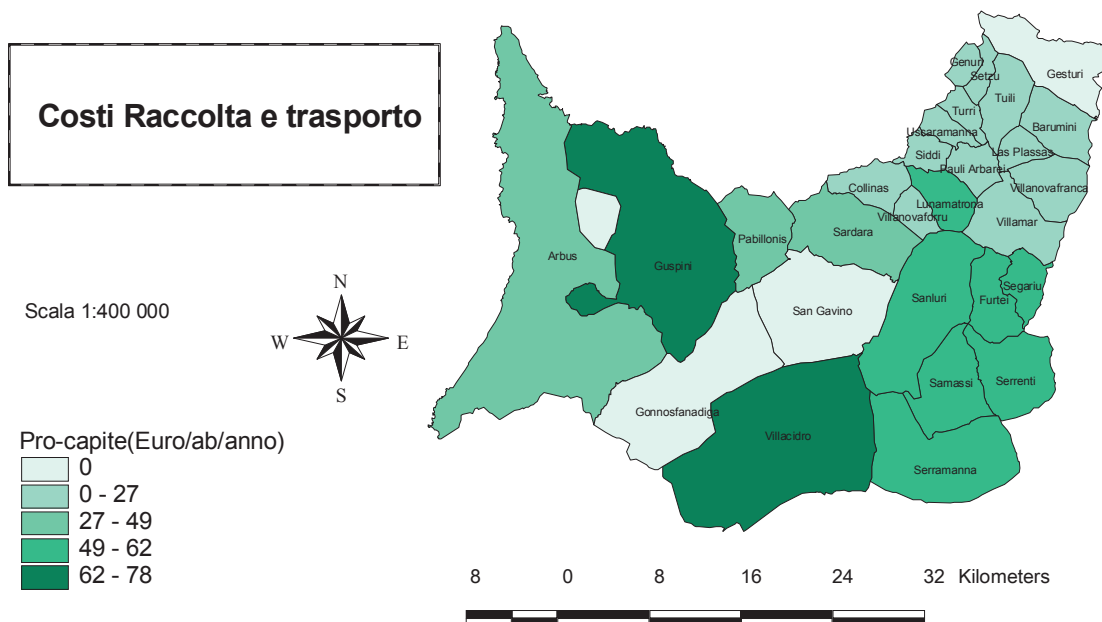 Costi Raccolta e trasporto
Scala 1:400 000
N
W
E
S
Pro-capite(Euro/ab/anno)
0
0 - 27
27 - 49
49 - 62
62 - 78
Genuri
Setzu
Gesturi
Tuili
Turri
Barumini
Ussaramanna
Las Plassas
Siddi
Pauli Arbarei
Collinas
Villanovafranca
Lunamatrona
Villanovaforru
Villamar
Sardara
Pabillonis
Arbus
Guspini
Segariu
Sanluri
Furtei
San Gavino
Samassi
Serrenti
Gonnosfanadiga
Villacidro
Serramanna
8 0 8 16 24 32 Kilometers